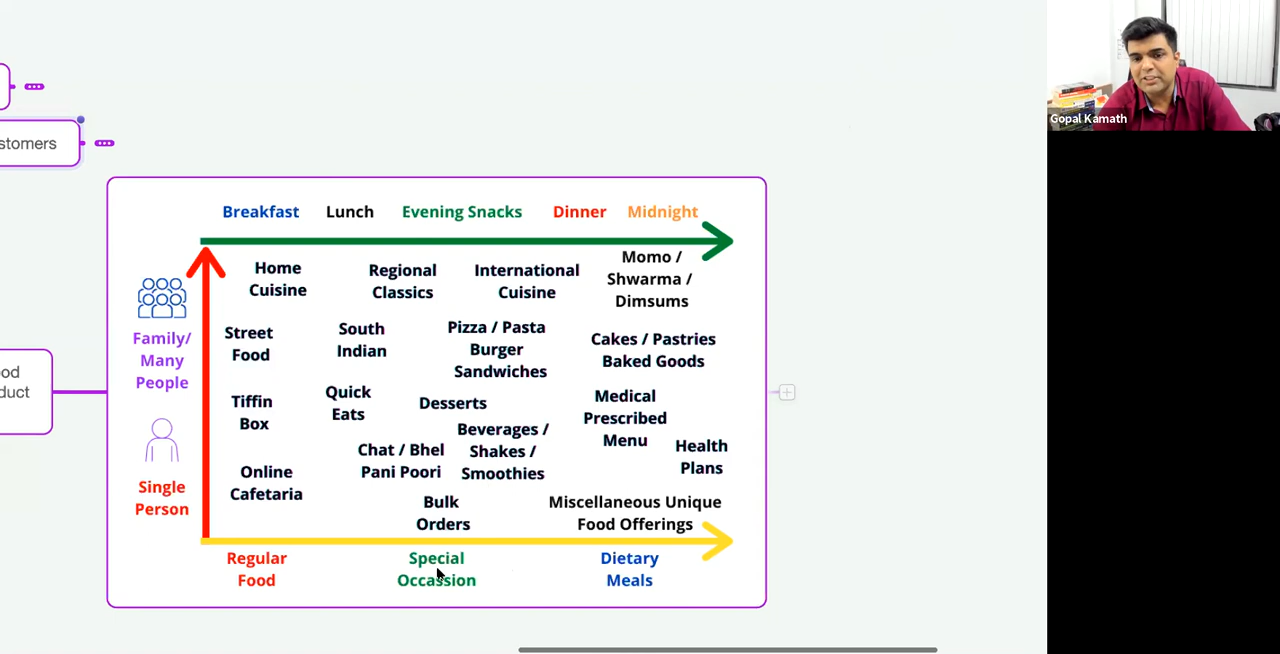 Gopal Kamath
stomers
Breakfast Lunch Evening Snacks Dinner Midnight
Home
Cuisine
Regional
Classics
International
Cuisine
Momo /
Shwarma /
Dimsums
Family/
Many
People
Street
Food
South
Indian
Pizza / Pasta
Burger
Sandwiches
Cakes / Pastries
Baked Goods
ood
duct
Tiffin
Box
Quick
Eats
Desserts
Medical
Prescribed
Menu
Single
Person
Online
Cafetaria
Chat / Bhel
Pani Poori
Beverages /
Shakes /
Smoothies
Health
Plans
Bulk
Orders
Miscellaneous Unique
Food Offerings
Regular
Food
Special
Occassion
Dietary
Meals